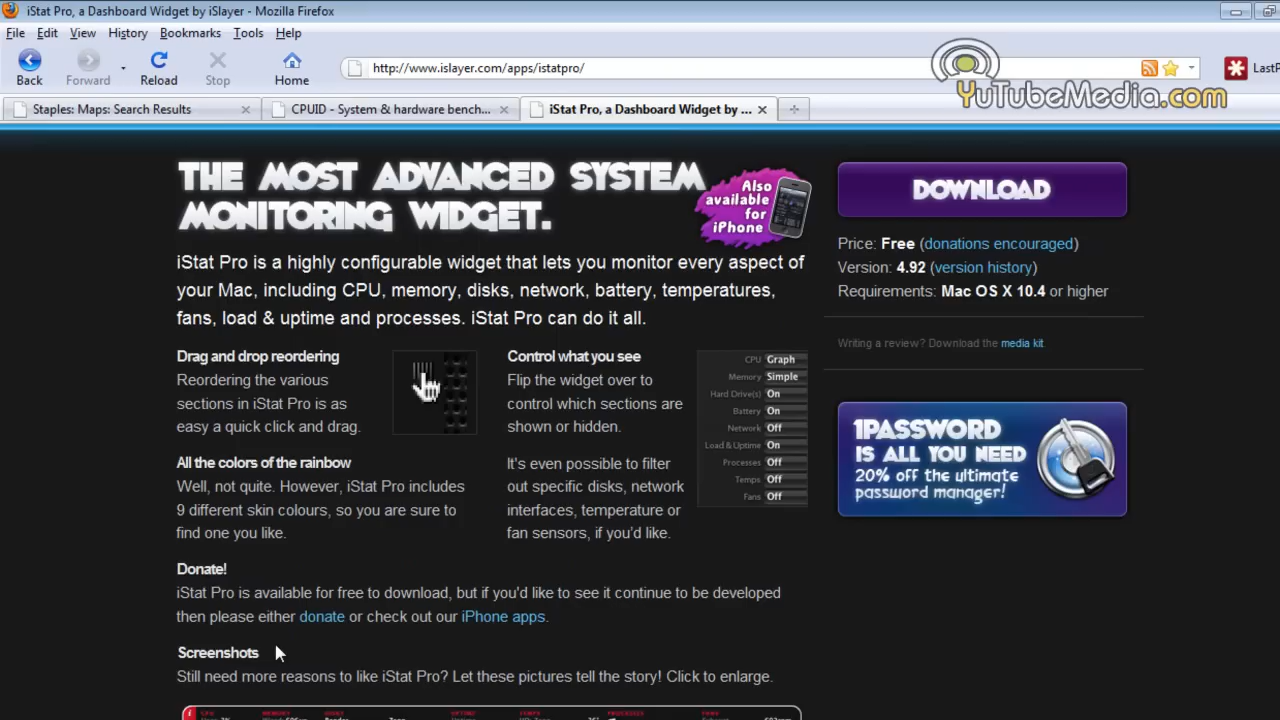 iStat Pro, a Dashboard Widget by iSlayer - Mozilla Firefox
File Edit View History Bookmarks Tools Help
Back Forward Reload Stop Home
http://www.islayer.com/apps/istatpro/
LastP
YuTubeMedia.com
Staples: Maps: Search Results
CPUID - System & hardware bench...
iStat Pro, a Dashboard Widget by ...
THE MOST ADVANCED SYSTEM
MONITORING WIDGET.
Also
available
for
iPhone
iStat Pro is a highly configurable widget that lets you monitor every aspect of
your Mac, including CPU, memory, disks, network, battery, temperatures,
fans, load & uptime and processes. iStat Pro can do it all.
Drag and drop reordering
Reordering the various
sections in iStat Pro is as
easy a quick click and drag.
All the colors of the rainbow
Well, not quite. However, iStat Pro includes
9 different skin colours, so you are sure to
find one you like.
Control what you see
Flip the widget over to
control which sections are
shown or hidden.
It's even possible to filter
out specific disks, network
interfaces, temperature or
fan sensors, if you'd like.
CPU Graph
Memory Simple
Hard Drive(s) On
Battery On
Network Off
Load & Uptime On
Processes Off
Temps Off
Fans Off
Donate!
iStat Pro is available for free to download, but if you'd like to see it continue to be developed
then please either donate or check out our iPhone apps.
Screenshots
Still need more reasons to like iStat Pro? Let these pictures tell the story! Click to enlarge.
DOWNLOAD
Price: Free (donations encouraged)
Version: 4.92 (version history)
Requirements: Mac OS X 10.4 or higher
Writing a review? Download the media kit.
1PASSWORD
IS ALL YOU NEED
20% off the ultimate
password manager!